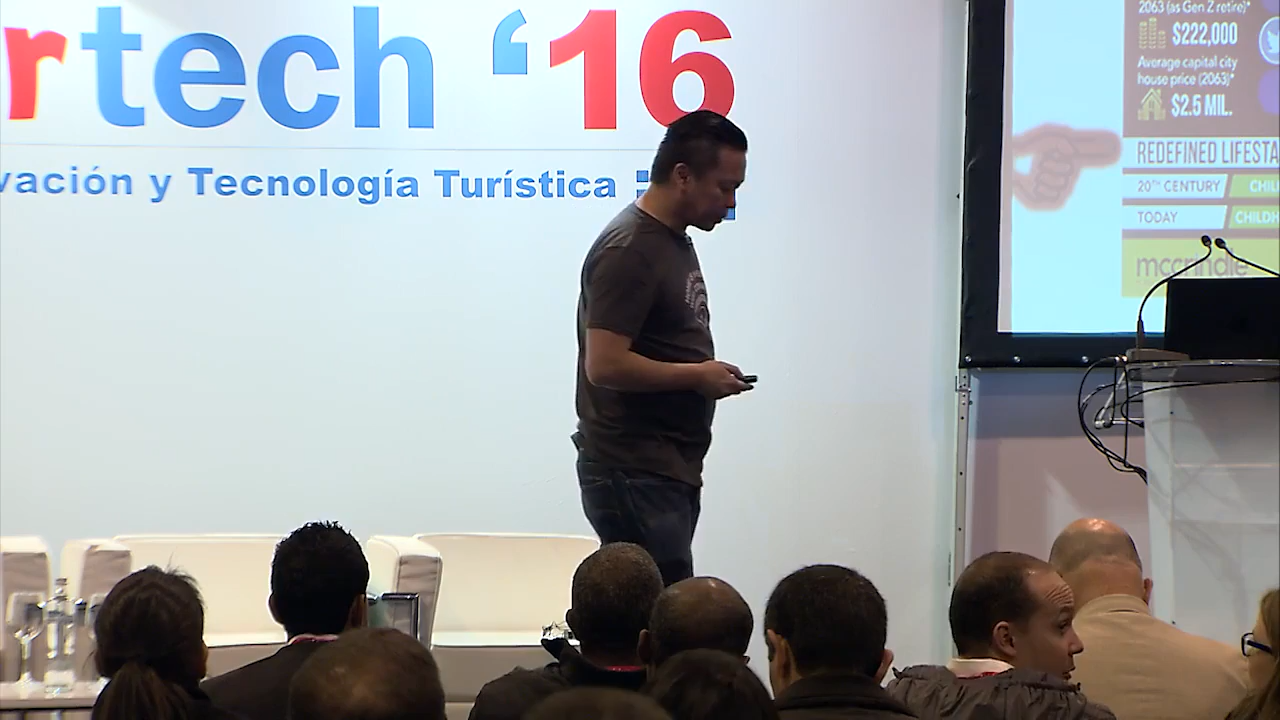 rtech ‘16
vación y Tecnología Turística
2063 (as Gen Z retire)*
$222,000
Average capital city
house price (2063)*
$2.5 MIL.
REDEFINED LIFESTA
20TH CENTURY
CHIL
TODAY
CHILDH
mccrindle